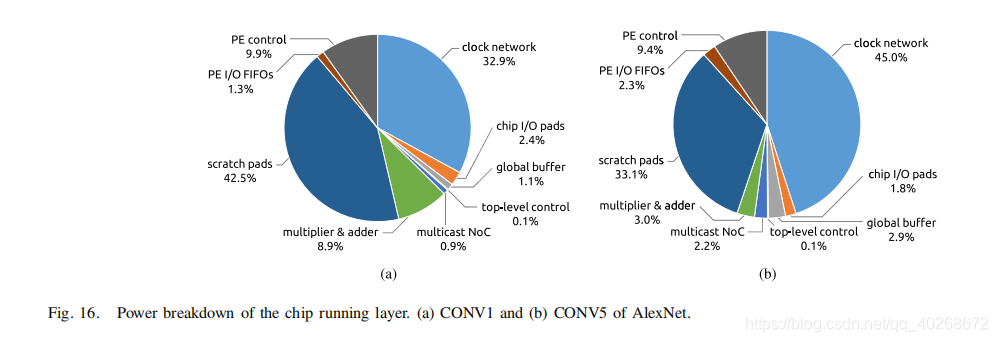 PE control
9.9%
PE I/O FIFOs
1.3%
scratch pads
42.5%
multiplier & adder
8.9%
clock network
32.9%
chip I/O pads
2.4%
global buffer
1.1%
top-level control
0.1%
multicast NoC
0.9%
(a)
PE control
9.4%
PE I/O FIFOs
2.3%
scratch pads
33.1%
multiplier & adder
3.0%
multicast NoC
2.2%
clock network
45.0%
chip I/O pads
1.8%
global buffer
2.9%
top-level control
0.1%
(b)
Fig. 16. Power breakdown of the chip running layer. (a) CONV1 and (b) CONV5 of AlexNet.
https://blog.csdn.net/qq_40268672